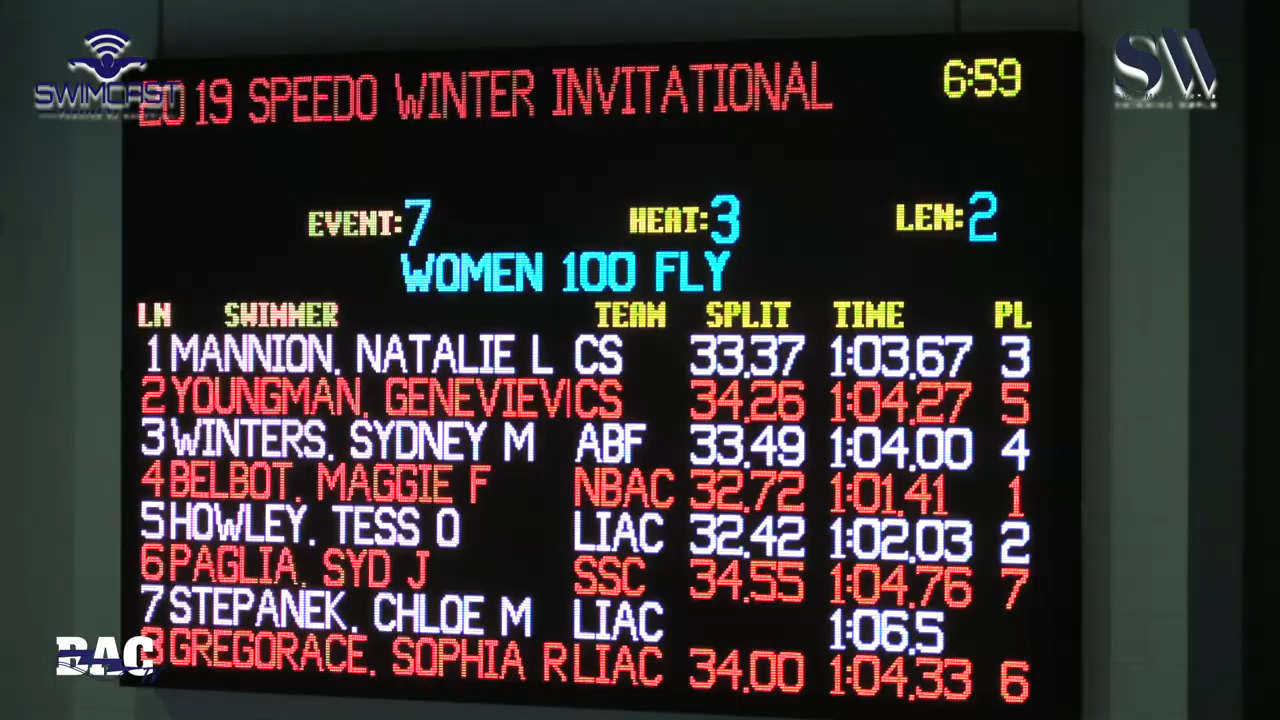 SWIMCAST
SW
2019 SPEEDO WINTER INVITATIONAL 6:59
EVENT:7 HEAT:3 LEN:2
WOMEN 100 FLY
LN SWIMMER TEAM SPLIT TIME PL
1 MANNION, NATALIE L CS 33.37 1:03.67 3
2 YOUNGMAN, GENEVIEV CS 34.26 1:04.27 5
3 WINTERS, SYDNEY M ABF 33.49 1:04.00 4
4 BELBOT, MAGGIE F NBAC 32.72 1:01.41 1
5 HOWLEY, TESS O LIAC 32.42 1:02.03 2
6 PAGLIA, SYD J SSC 34.55 1:04.76 7
7 STEPANEK, CHLOE M LIAC 1:06.5
8 GREGORACE, SOPHIA R LIAC 34.00 1:04.33 6
BAC